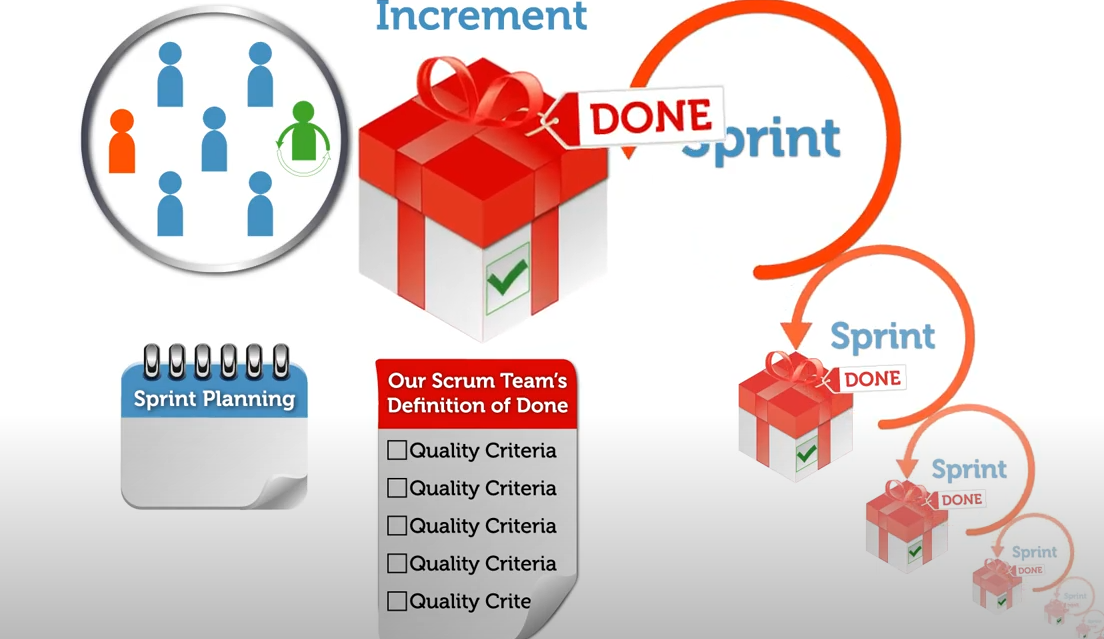 Increment
DONE
Sprint
Sprint
DONE
Sprint Planning
Our Scrum Team's
Definition of Done
Quality Criteria
Quality Criteria
Quality Criteria
Quality Criteria
Quality Crite
Sprint
DONE
Sprint
DONE
Sprint